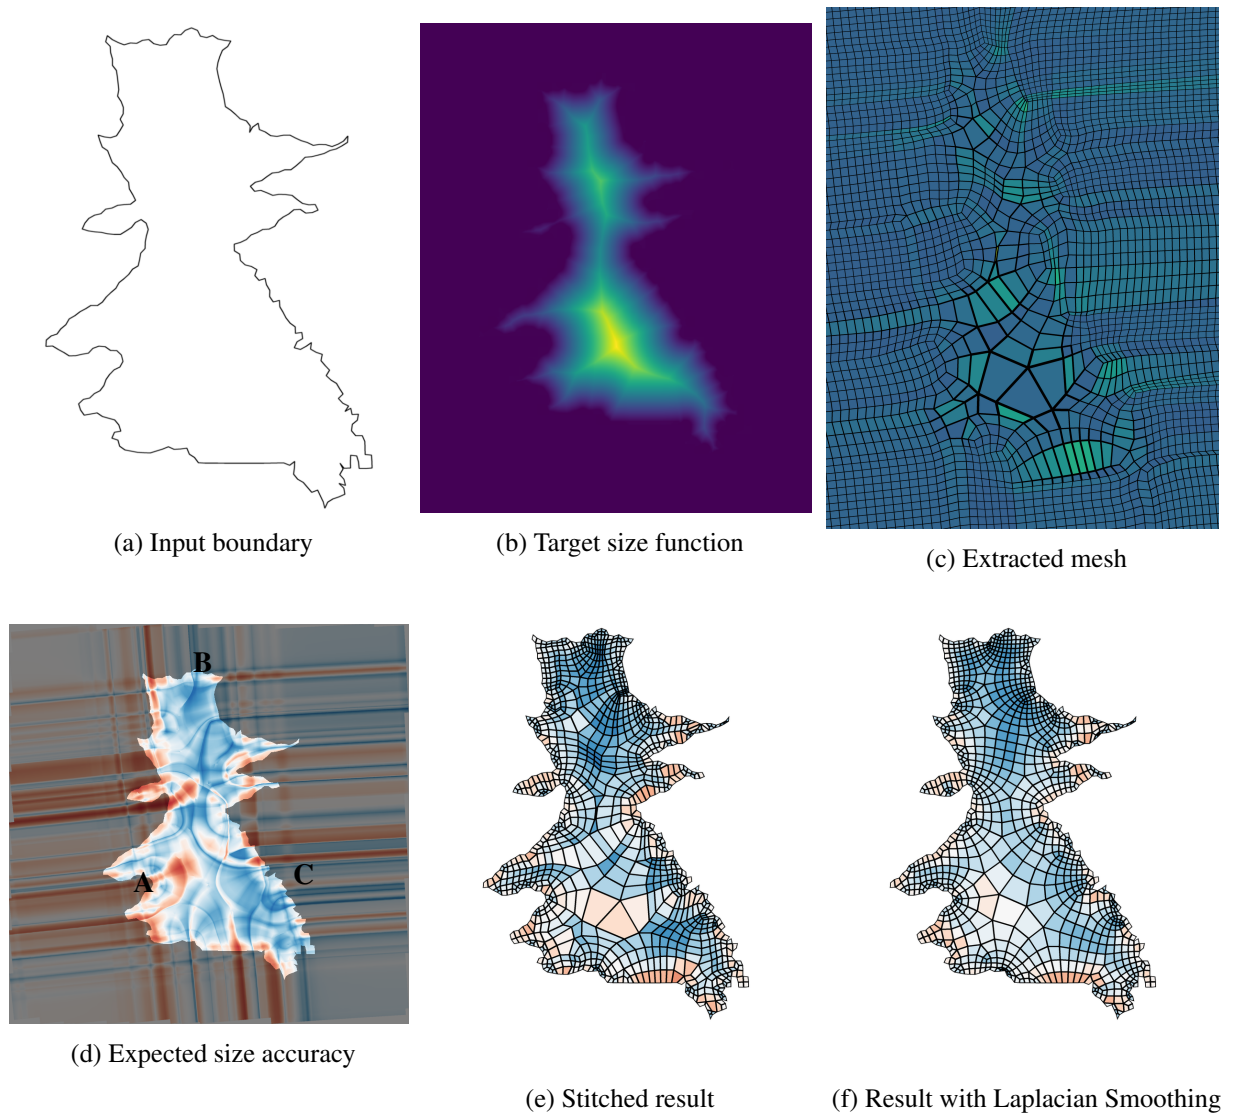 (a) Input boundary
(b) Target size function
(c) Extracted mesh
B
A
C
(d) Expected size accuracy
(e) Stitched result
(f) Result with Laplacian Smoothing